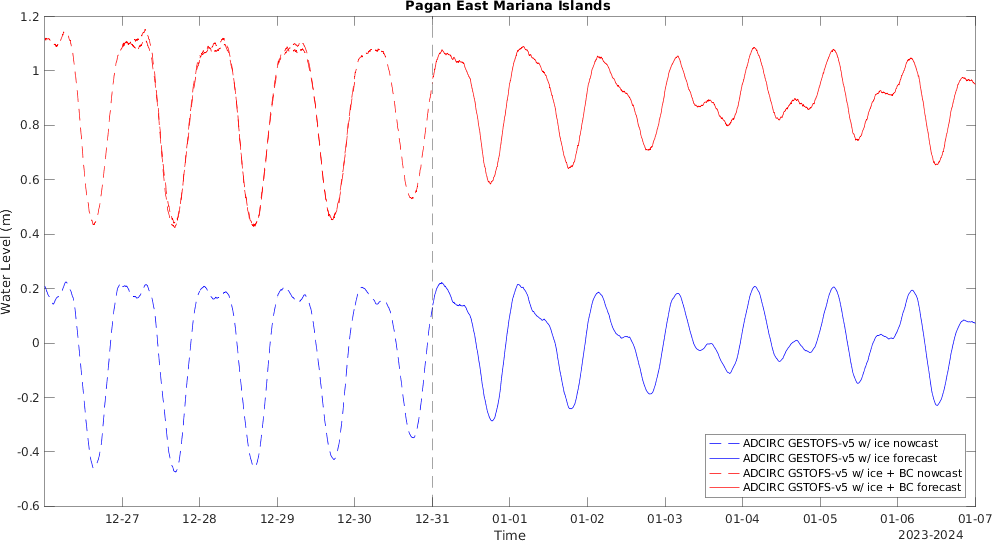 Pagan East Mariana Islands
1.2
1
0.8
0.6
0.4
0.2
0
-0.2
-0.4
-0.6
Water Level (m)
ADCIRC GESTOFS-v5 w/ ice nowcast
ADCIRC GESTOFS-v5 w/ ice forecast
ADCIRC GSTOFS-v5 w/ ice + BC nowcast
ADCIRC GSTOFS-v5 w/ ice + BC forecast
12-27 12-28 12-29 12-30 12-31 01-01 01-02 01-03 01-04 01-05 01-06 01-07
Time
2023-2024